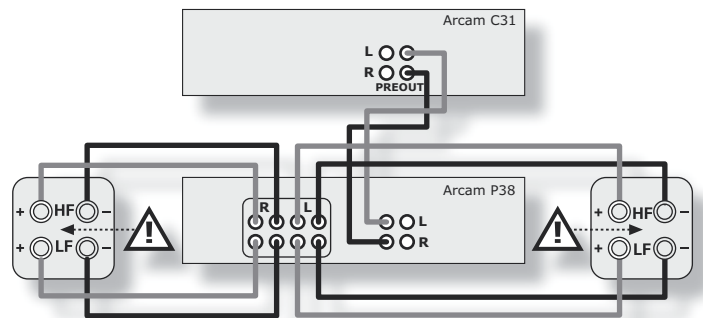 Arcam C31
L
R
PREOUT
Arcam P38
R L
L
R
+ HF –
+ LF –
!
!
+ HF –
+ LF –